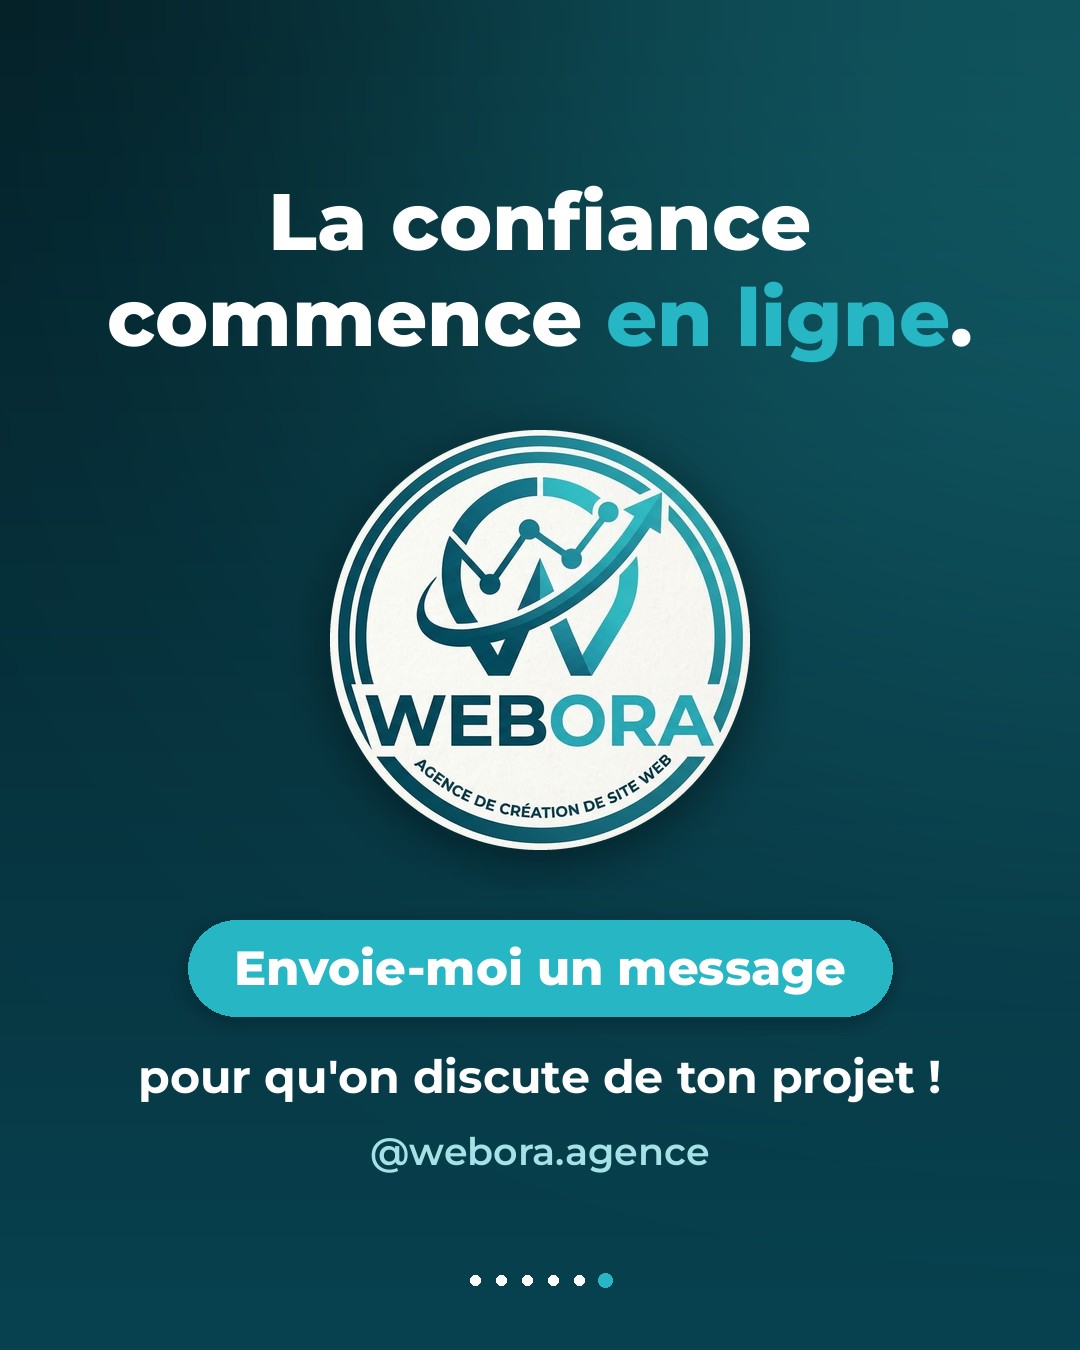 La confiance
commence en ligne.
WEBORA
AGENCE DE CRÉATION DE SITE WEB
Envoie-moi un message
pour qu'on discute de ton projet !
@webora.agence